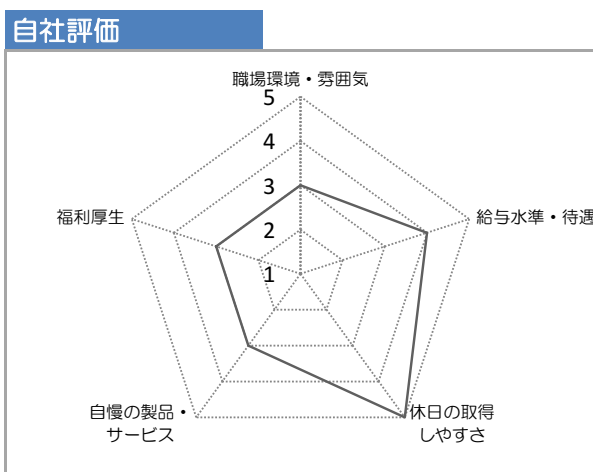 自社評価
職場環境・雰囲気
5
4
3
2
1
給与水準・待遇
休日の取得
しやすさ
自慢の製品・
サービス
福利厚生